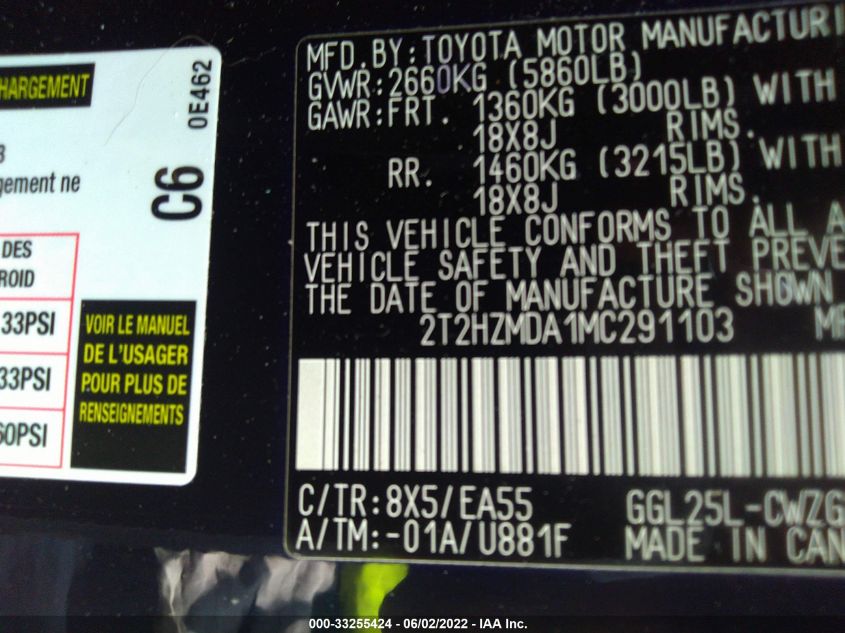 HARGEMENT
0E462
3
gement ne
C6
DES
ROID
33PSI
33PSI
60PSI
VOIR LE MANUEL
DE L'USAGER
POUR PLUS DE
RENSEIGNEMENTS
MFD.BY:TOYOTA MOTOR MANUFACTURI
GVWR:2660KG (5860LB)
GAWR:FRT. 1360KG (3000LB) WITH
18X8J RIMS.
RR. 1460KG (3215LB) WITH
18X8J RIMS.
THIS VEHICLE CONFORMS TO ALL A
VEHICLE SAFETY AND THEFT PREVE
THE DATE OF MANUFACTURE SHOWN
2T2HZMDA1MC291103 MP
C/TR:8X5/EA55 GGL25L-CWZG
A/TM:-01A/U881F MADE IN CAN
000-33255424 - 06/02/2022 - IAA Inc.